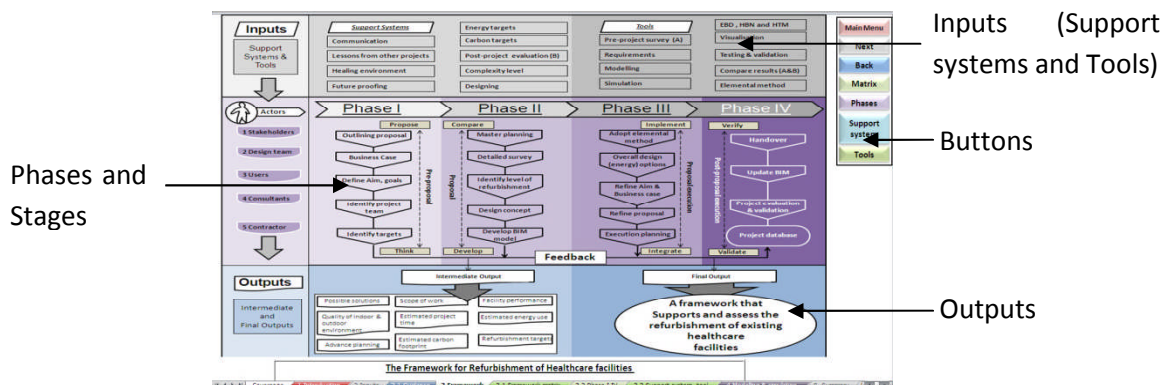 Inputs
Support
Systems &
Tools
Support Systems
Communication
Lessons from other projects
Healing environment
Future proofing
Energy targets
Carbon targets
Post-project evaluation (B)
Complexity level
Designing
Tools
Pre-project survey (A)
Requirements
Modelling
Simulation
EBD , HBN and HTM
Visualisation
Testing & validation
Compare results (A&B)
Elemental method
Main Menu
Next
Back
Matrix
Phases
Support
system
Tools
Inputs (Support
systems and Tools)
Buttons
Phases and
Stages
Outputs
Actors
1 Stakeholders
2 Design team
3 Users
4 Consultants
5 Contractor
Phase I
Phase II
Phase III
Phase IV
Propose
Outlining proposal
Business Case
Define Aim, goals
Identify project
team
Identify targets
Think
Pre-proposal
Compare
Master planning
Detailed survey
Identify level of
refurbishment
Design concept
Develop BIM
model
Develop
Proposal
Implement
Adopt elemental
method
Overall design
(energy) options
Refine Aim &
Business case
Refine proposal
Execution planning
Integrate
Proposal execution
Verify
Handover
Update BIM
Project evaluation
& validation
Project database
Validate
Post-proposal execution
Feedback
Outputs
Intermediate
and
Final Outputs
Intermediate Output
Possible solutions
Quality of indoor &
outdoor
environment
Advance planning
Scope of work
Estimated project
time
Estimated carbon
footprint
Facility performance
Estimated energy use
Refurbishment targets
Final Output
A framework that
Supports and assess the
refurbishment of existing
healthcare
facilities
The Framework for Refurbishment of Healthcare facilities